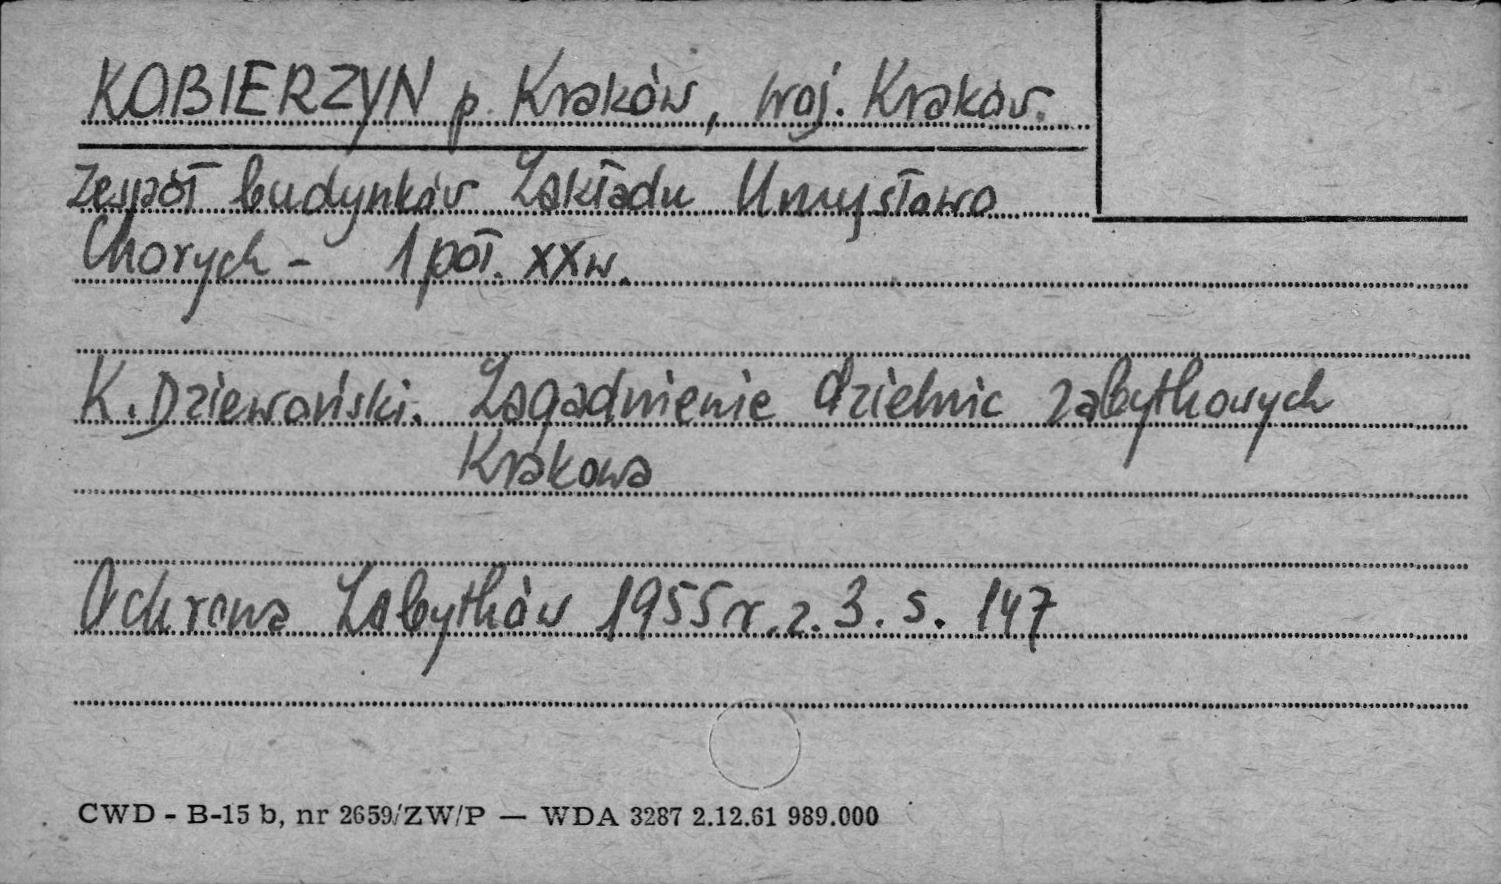 KOBIERZYN p. Kraków, woj. Kraków.
Zespół budynków Zakładu Umysłowo
Chorych - 1 poł. XX w.
K. Dziewoński. Zagadnienie dzielnic zabytkowych
Krakowa
Ochrona Zabytków 1955 r. z. 3. s. 147
CWD - B-15 b, nr 2659/ZW/P — WDA 3287 2.12.61 989.000